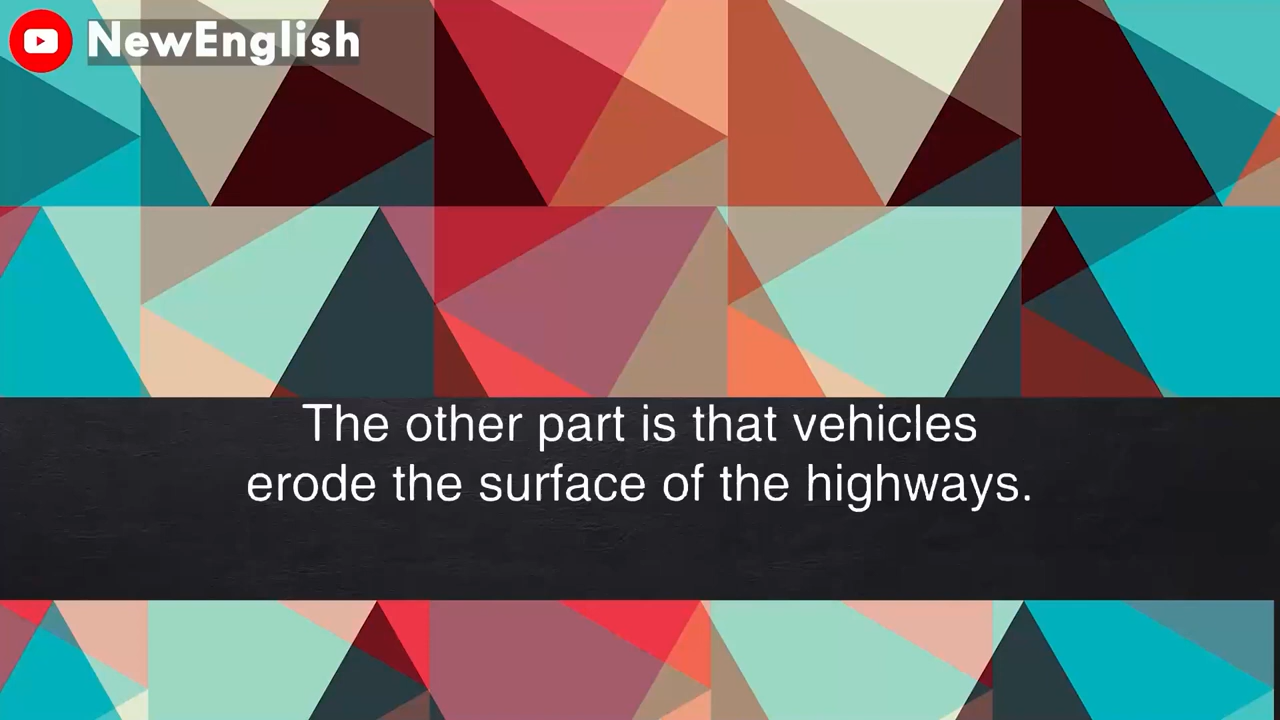 NewEnglish
The other part is that vehicles
erode the surface of the highways.